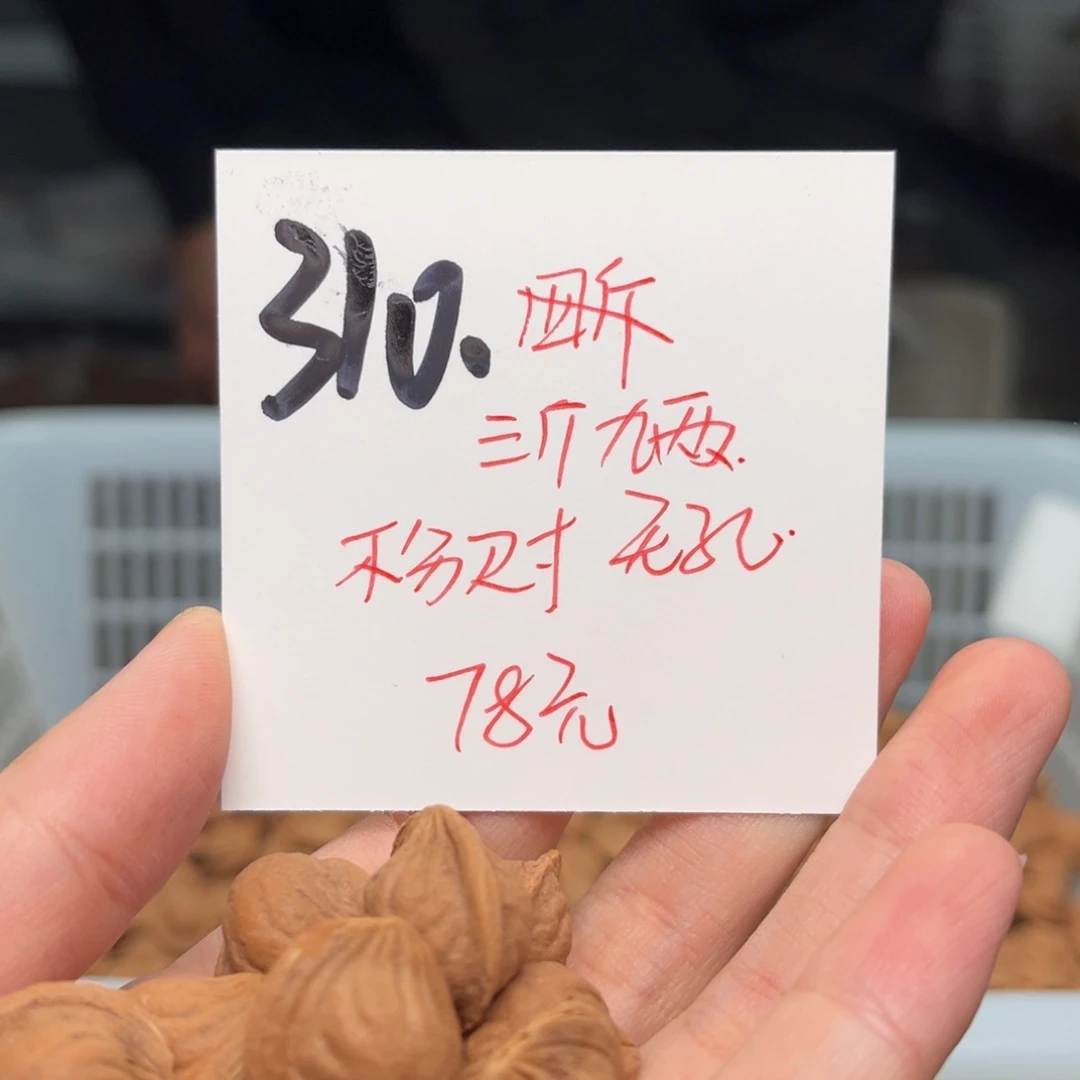 310. 四斤
三斤九两.
不分对 无孔.
78元